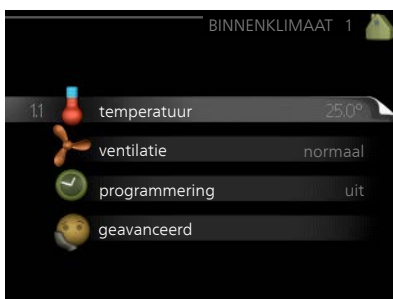 BINNENKLIMAAT 1
1.1 temperatuur 25.0°
ventilatie normaal
programmering uit
geavanceerd